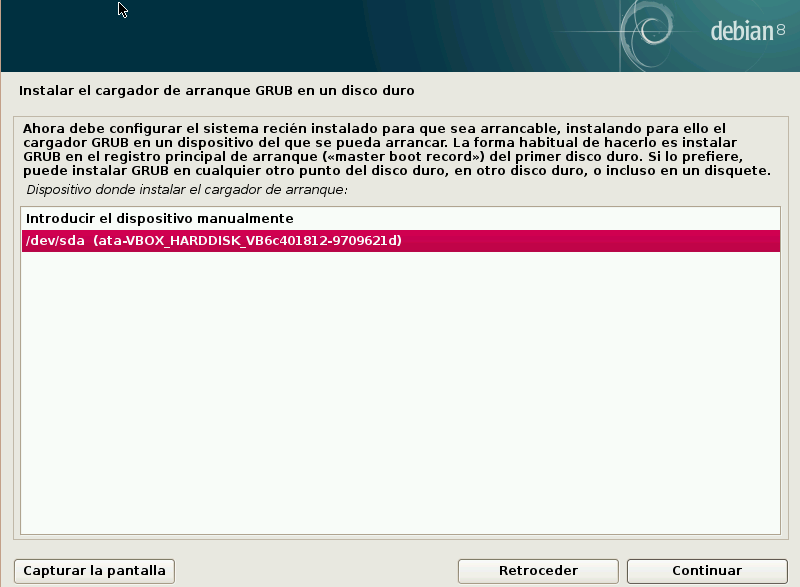 debian 8
Instalar el cargador de arranque GRUB en un disco duro
Ahora debe configurar el sistema recién instalado para que sea arrancable, instalando para ello el
cargador GRUB en un dispositivo del que se pueda arrancar. La forma habitual de hacerlo es instalar
GRUB en el registro principal de arranque («master boot record») del primer disco duro. Si lo prefiere,
puede instalar GRUB en cualquier otro punto del disco duro, en otro disco duro, o incluso en un disquete.
Dispositivo donde instalar el cargador de arranque:
Introducir el dispositivo manualmente
/dev/sda  (ata-VBOX_HARDDISK_VB6c401812-9709621d)
Capturar la pantalla
Retroceder
Continuar